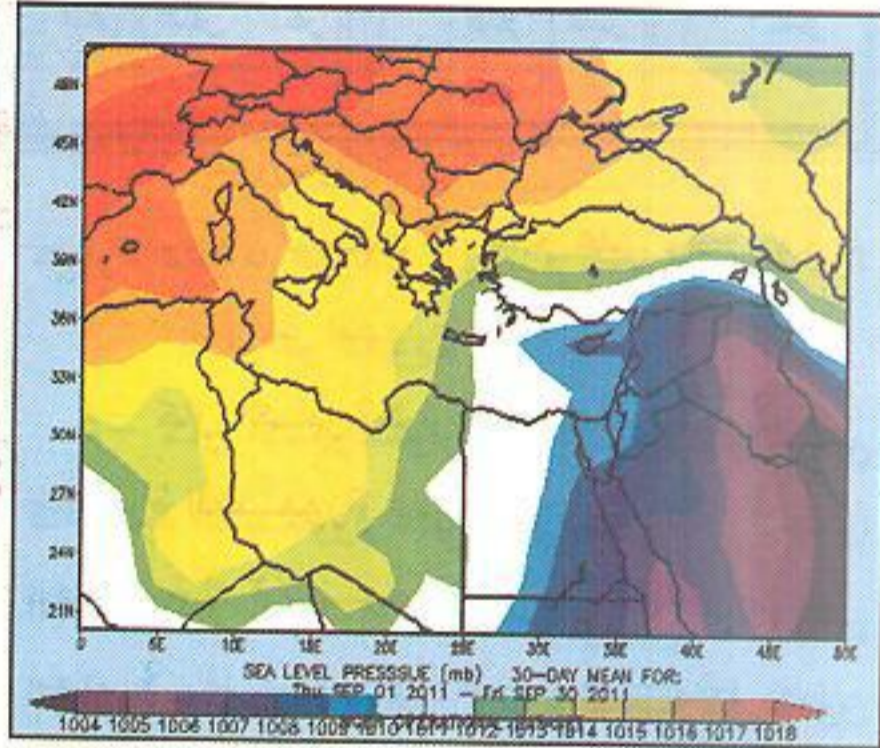 48N
45N
42N
39N
36N
33N
30N
27N
24N
21N
0 5E 10E 15E 20E 25E 30E 35E 40E 45E 50E
SEA LEVEL PRESSSUE (mb) 30-DAY MEAN FOR:
Thu SEP 01 2011 - Fri SEP 30 2011
1004 1005 1006 1007 1008 1009 1010 1011 1012 1013 1014 1015 1016 1017 1018